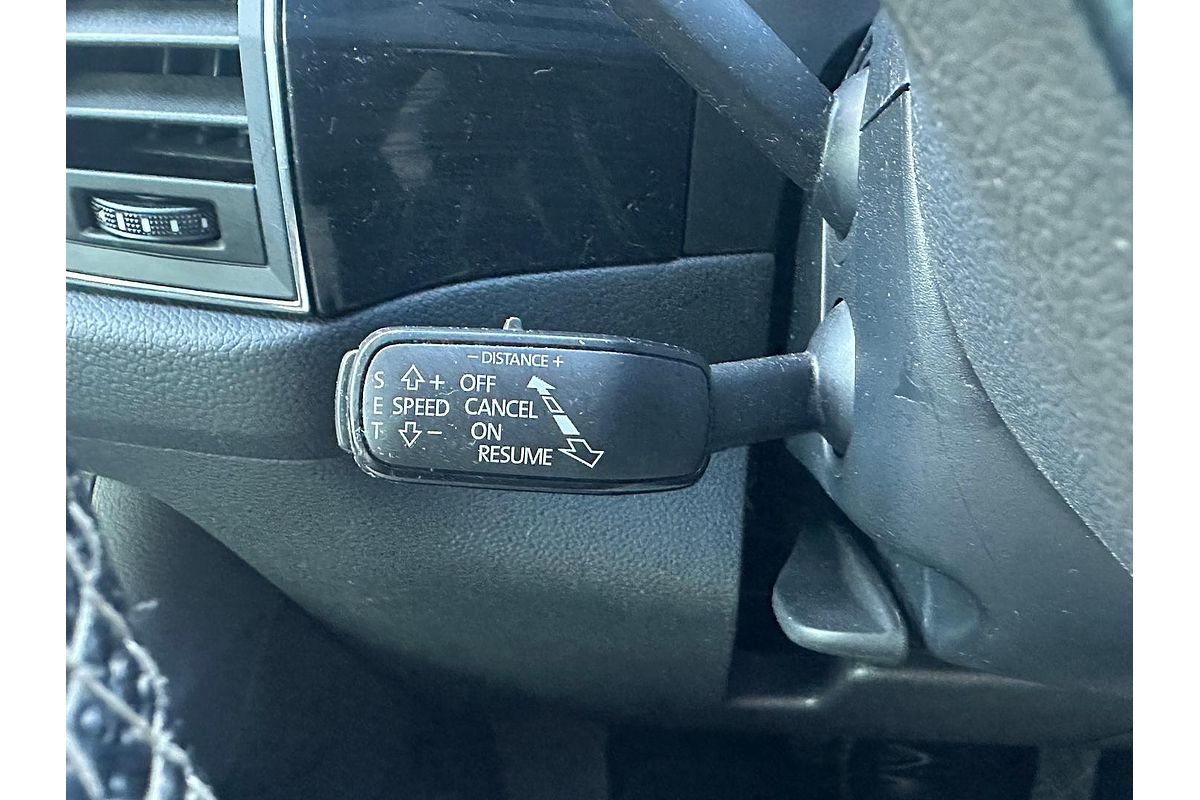 - DISTANCE +
S + OFF
E SPEED CANCEL
T - ON
RESUME